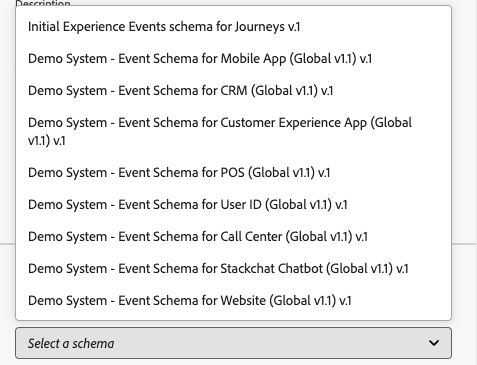 Description
Initial Experience Events schema for Journeys v.1
Demo System - Event Schema for Mobile App (Global v1.1) v.1
Demo System - Event Schema for CRM (Global v1.1) v.1
Demo System - Event Schema for Customer Experience App (Global
v1.1) v.1
Demo System - Event Schema for POS (Global v1.1) v.1
Demo System - Event Schema for User ID (Global v1.1) v.1
Demo System - Event Schema for Call Center (Global v1.1) v.1
Demo System - Event Schema for Stackchat Chatbot (Global v1.1) v.1
Demo System - Event Schema for Website (Global v1.1) v.1
Select a schema